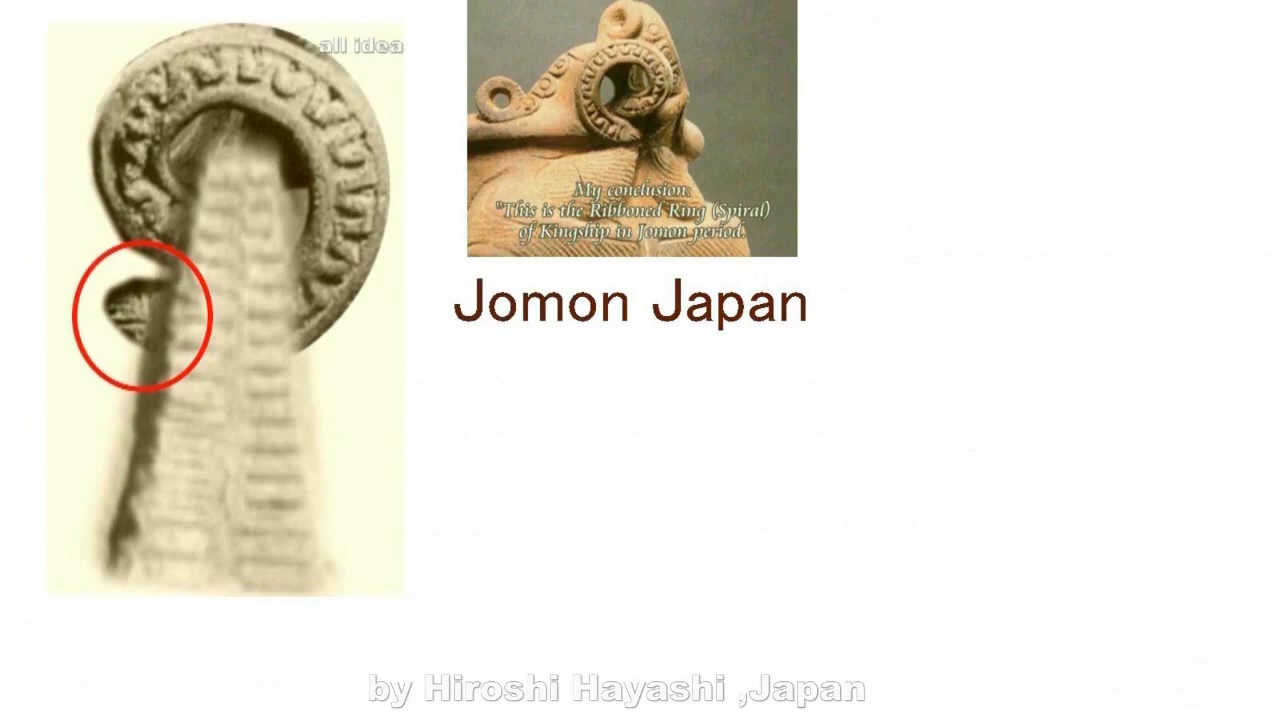 all idea
My conclusion:
"This is the Ribboned Ring (Spiral)
of Kingship in Jomon period.
Jomon Japan
by Hiroshi Hayashi ,Japan